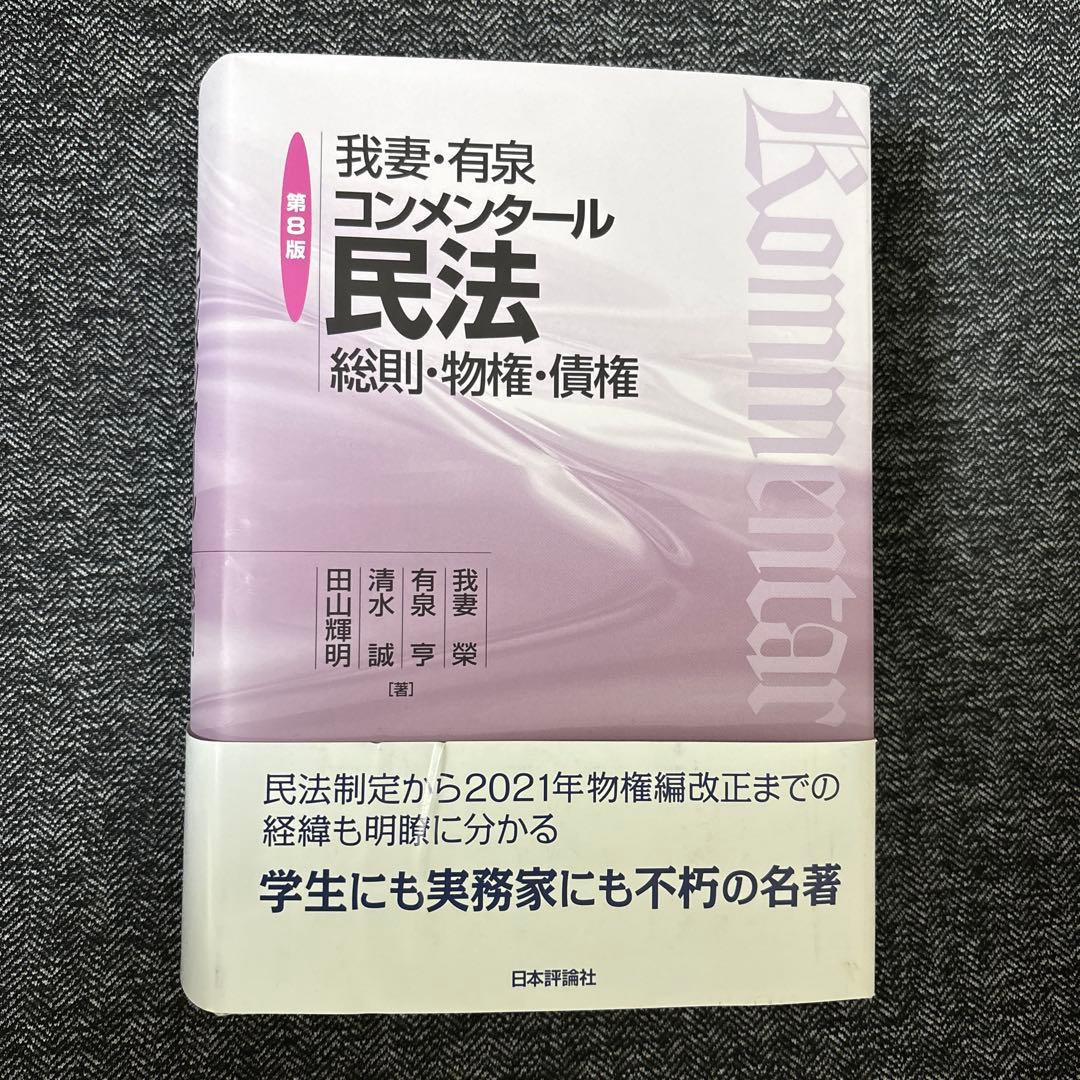 第8版
我妻・有泉
コンメンタール
民法
総則・物権・債権
Kommentar
我妻 榮
有泉 亨
清水 誠
田山輝明
[著]
民法制定から2021年物権編改正までの
経緯も明瞭に分かる
学生にも実務家にも不朽の名著
日本評論社